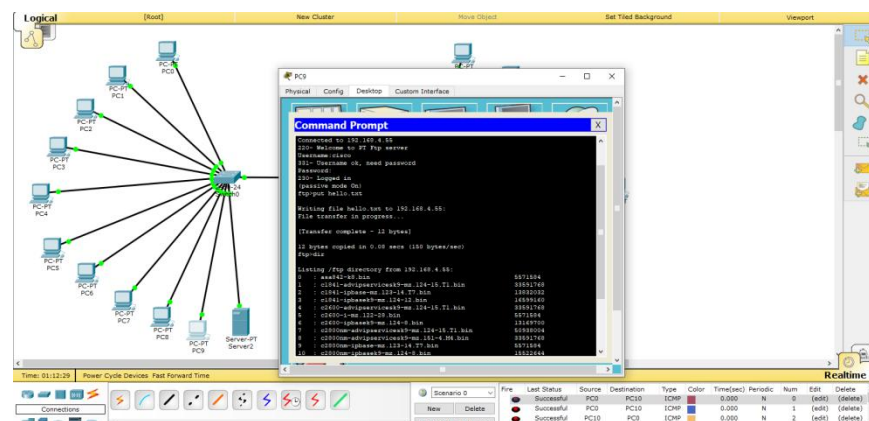 Logical [Root] New Cluster Move Object Set Tiled Background Viewport
PC-PT
PC0
PC-PT
PC1
PC-PT
PC2
PC-PT
PC3
PC-PT
PC4
PC-PT
PC5
PC-PT
PC6
PC-PT
PC7
PC-PT
PC8
PC-PT
PC9
Server-PT
Server2
PC9
Physical Config Desktop Custom Interface
Command Prompt X
Connected to 192.168.4.55
220- Welcome to PT Ftp server
Username:cisco
331- Username ok, need password
Password:
230- Logged in
(passive mode On)
ftp>put hello.txt
Writing file hello.txt to 192.168.4.55:
File transfer in progress...
[Transfer complete - 12 bytes]
12 bytes copied in 0.08 secs (150 bytes/sec)
ftp>dir
Listing /ftp directory from 192.168.4.55:
0 : asa842-k8.bin 5571584
1 : c1841-advipservicesk9-mz.124-15.T1.bin 33591768
2 : c1841-ipbase-mz.123-14.T7.bin 13832032
3 : c1841-ipbasek9-mz.124-12.bin 16599160
4 : c2600-advipservicesk9-mz.124-15.T1.bin 33591768
5 : c2600-i-mz.122-28.bin 5571584
6 : c2600-ipbasek9-mz.124-8.bin 13169700
7 : c2800nm-advipservicesk9-mz.124-15.T1.bin 50938004
8 : c2800nm-advipservicesk9-mz.151-4.M4.bin 33591768
9 : c2800nm-ipbase-mz.123-14.T7.bin 5571584
10 : c2800nm-ipbasek9-mz.124-8.bin 15522644
Time: 01:12:29 Power Cycle Devices Fast Forward Time Realtime
Connections
Scenario 0
New Delete
Fire Last Status Source Destination Type Color Time(sec) Periodic Num Edit Delete
Successful PC0 PC10 ICMP 0.000 N 0 (edit) (delete)
Successful PC0 PC10 ICMP 0.000 N 1 (edit) (delete)
Successful PC10 PC8 ICMP 0.000 N 2 (edit) (delete)